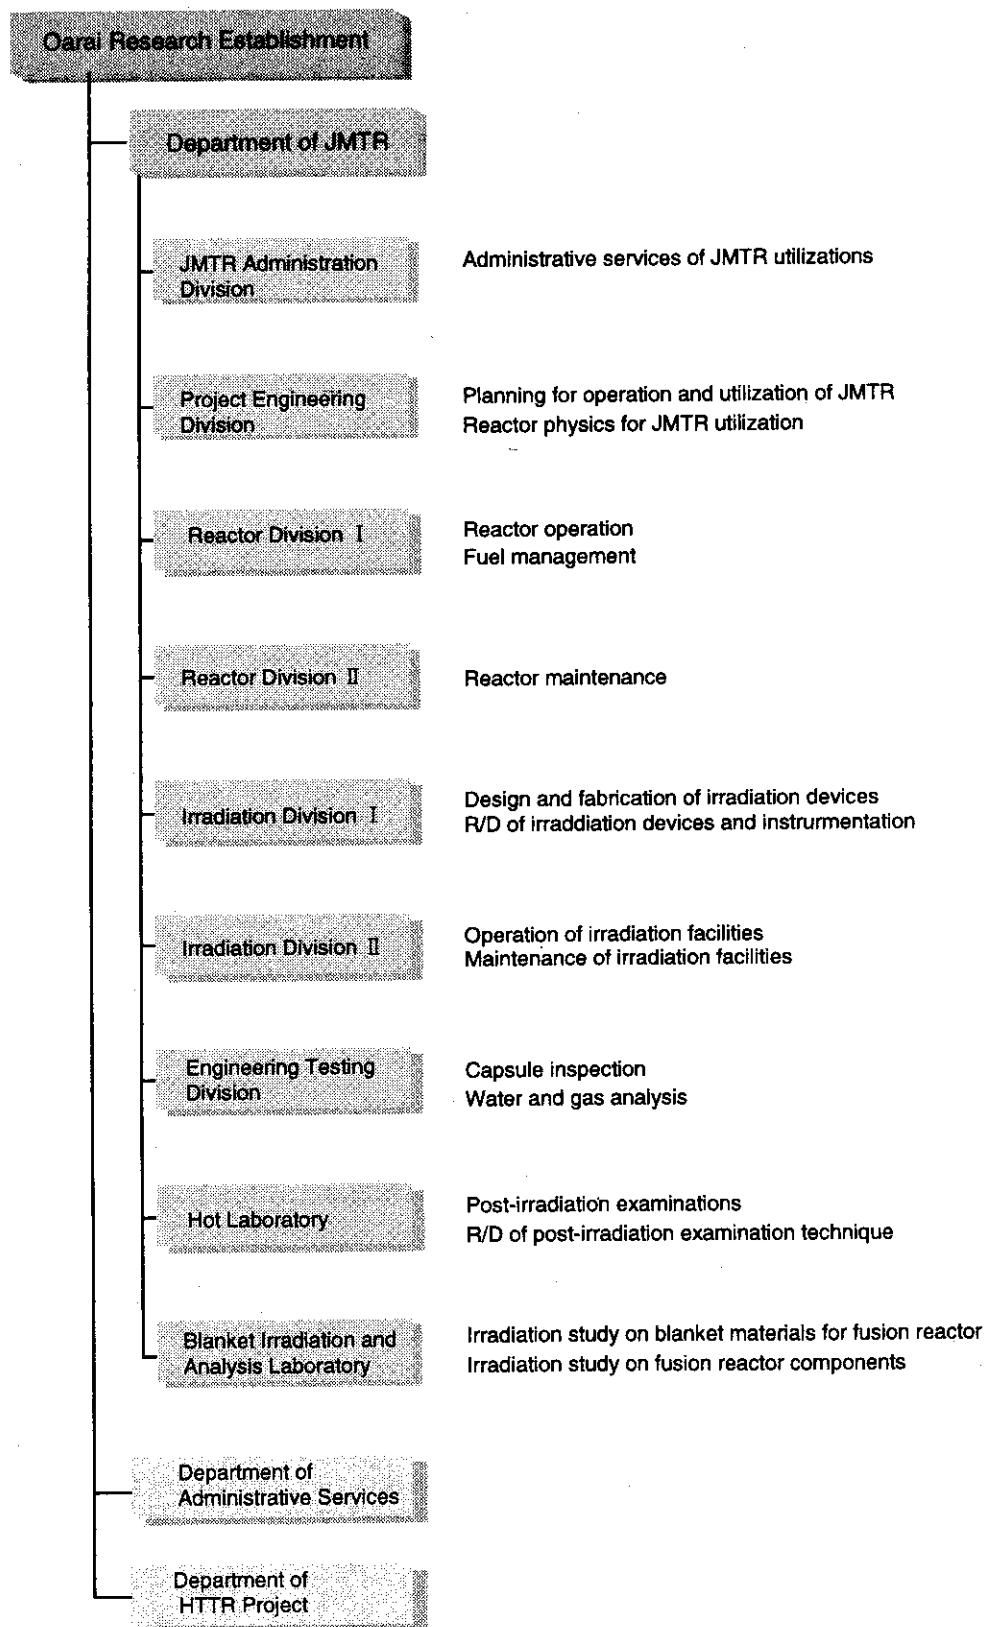 Oarai Research Establishment
Department of JMTR
JMTR Administration
Division
Administrative services of JMTR utilizations
Project Engineering
Division
Planning for operation and utilization of JMTR
Reactor physics for JMTR utilization
Reactor Division Ⅰ
Reactor operation
Fuel management
Reactor Division Ⅱ
Reactor maintenance
Irradiation Division Ⅰ
Design and fabrication of irradiation devices
R/D of irraddiation devices and instrurmentation
Irradiation Division Ⅱ
Operation of irradiation facilities
Maintenance of irradiation facilities
Engineering Testing
Division
Capsule inspection
Water and gas analysis
Hot Laboratory
Post-irradiation examinations
R/D of post-irradiation examination technique
Blanket Irradiation and
Analysis Laboratory
Irradiation study on blanket materials for fusion reactor
Irradiation study on fusion reactor components
Department of
Administrative Services
Department of
HTTR Project